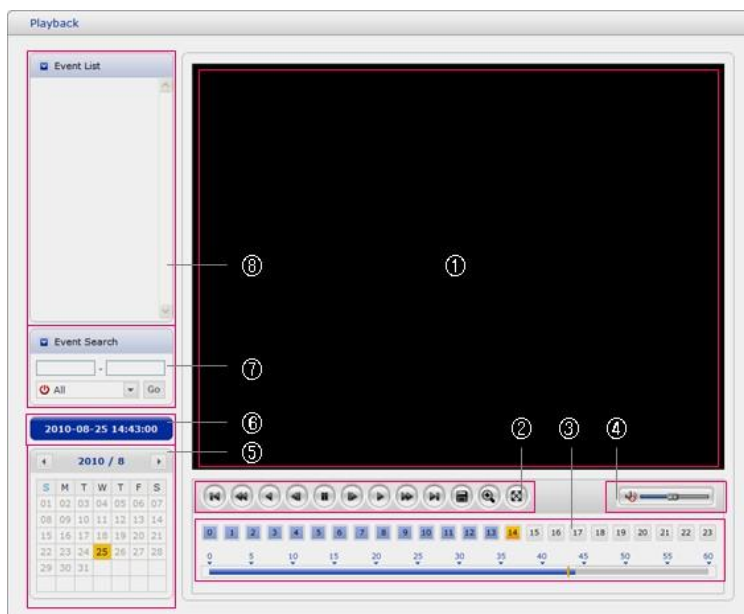 Playback
Event List
⑧
①
Event Search
-
All Go
⑦
2010-08-25 14:43:00
⑥
⑤
2010 / 8
S M T W T F S
01 02 03 04 05 06 07
08 09 10 11 12 13 14
15 16 17 18 19 20 21
22 23 24 25 26 27 28
29 30 31
② ③ ④
0 1 2 3 4 5 6 7 8 9 10 11 12 13 14 15 16 17 18 19 20 21 22 23
0 5 10 15 20 25 30 35 40 45 50 55 60